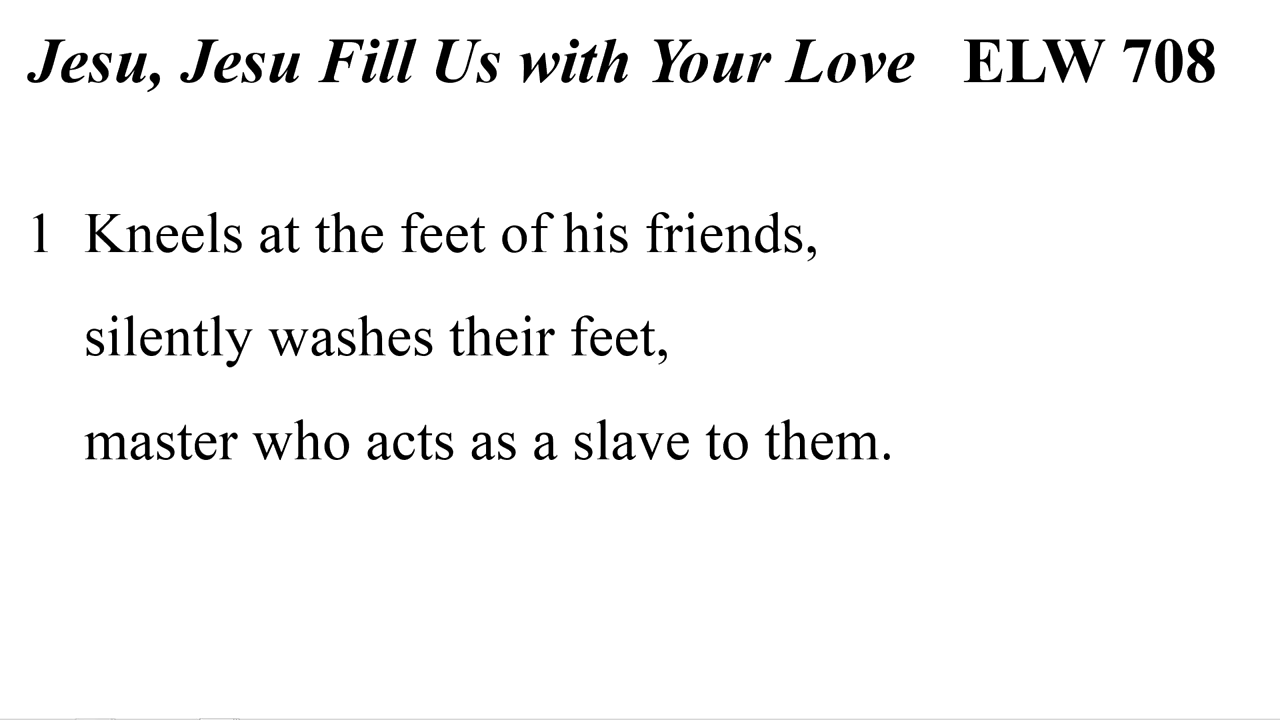 Jesu, Jesu Fill Us with Your Love ELW 708
1 Kneels at the feet of his friends,
silently washes their feet,
master who acts as a slave to them.